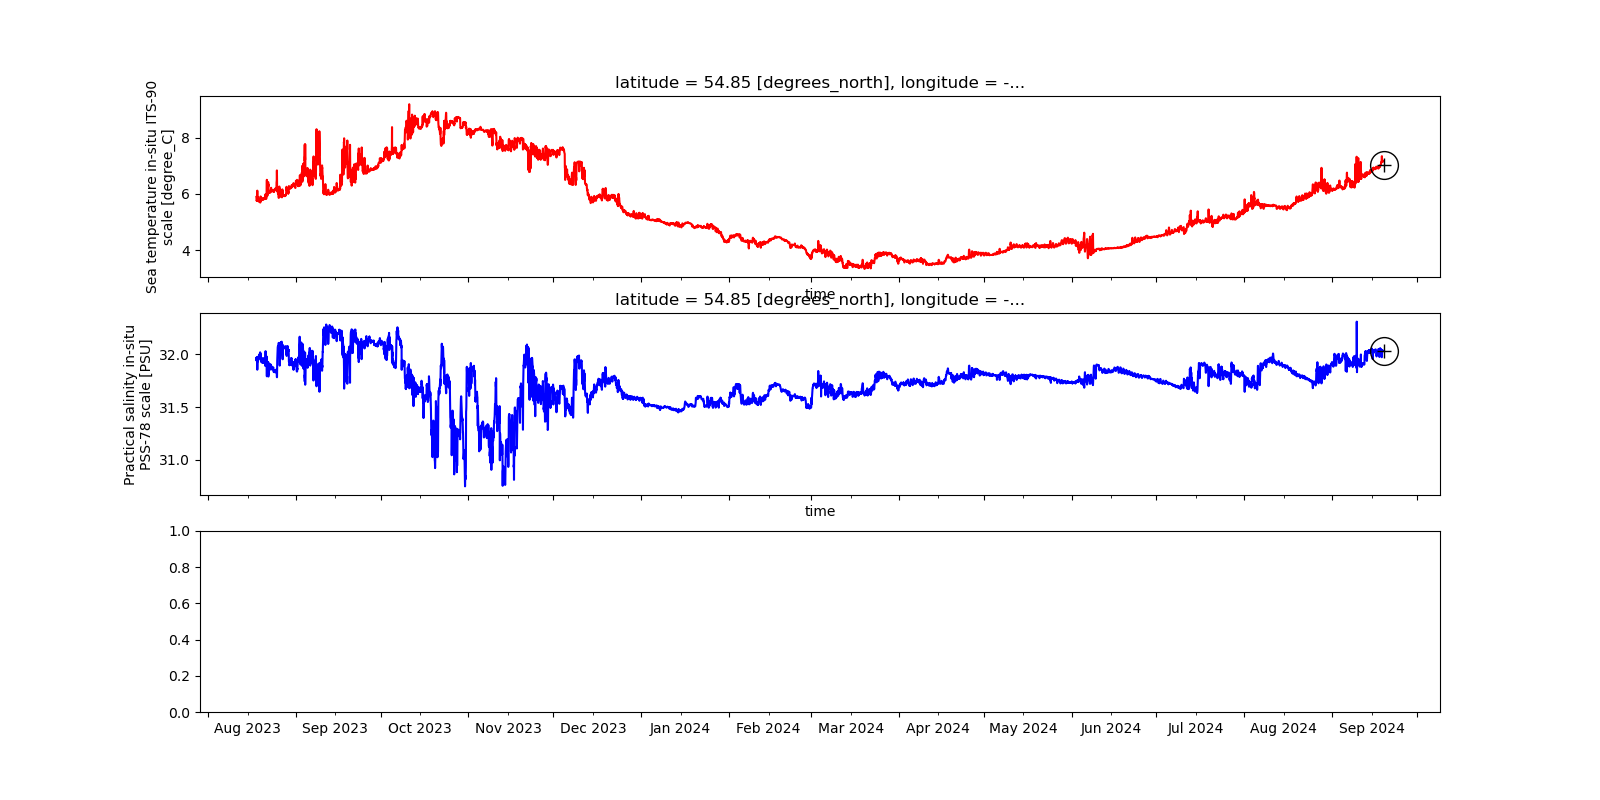 latitude = 54.85 [degrees_north], longitude = -...
Sea temperature in-situ ITS-90
scale [degree_C]
8
6
4
time
latitude = 54.85 [degrees_north], longitude = -...
Practical salinity in-situ
PSS-78 scale [PSU]
32.0
31.5
31.0
time
1.0
0.8
0.6
0.4
0.2
0.0
Aug 2023 Sep 2023 Oct 2023 Nov 2023 Dec 2023 Jan 2024 Feb 2024 Mar 2024 Apr 2024 May 2024 Jun 2024 Jul 2024 Aug 2024 Sep 2024